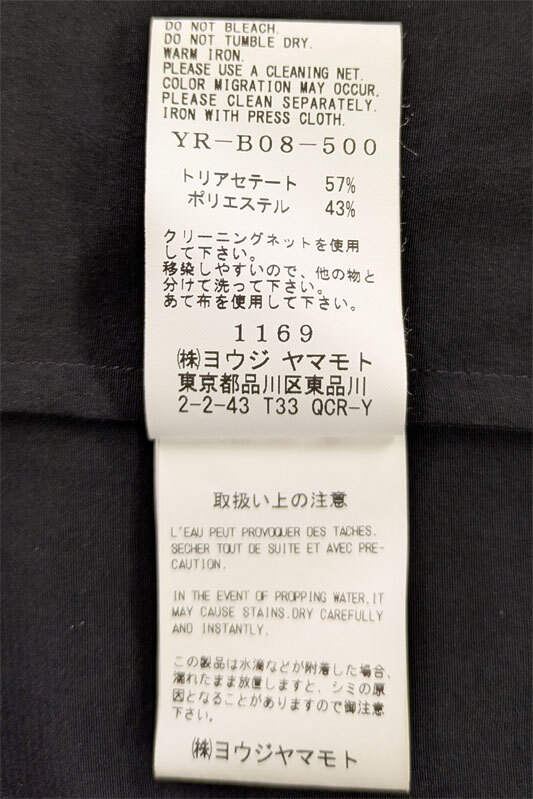 DO NOT BLEACH.
DO NOT TUMBLE DRY.
WARM IRON.
PLEASE USE A CLEANING NET.
COLOR MIGRATION MAY OCCUR.
PLEASE CLEAN SEPARATELY.
IRON WITH PRESS CLOTH.
YR-B08-500
トリアセテート 57%
ポリエステル 43%
クリーニングネットを使用
して下さい。
移染しやすいので、他の物と
分けて洗って下さい。
あて布を使用して下さい。
1169
㈱ヨウジ ヤマモト
東京都品川区東品川
2-2-43 T33 QCR-Y
取扱い上の注意
L'EAU PEUT PROVOQUER DES TACHES.
SECHER TOUT DE SUITE ET AVEC PRE-
CAUTION.
IN THE EVENT OF PROPPING WATER,IT
MAY CAUSE STAINS.DRY CAREFULLY
AND INSTANTLY.
この製品は水滴などが附着した場合、
濡れたまま放置しますと、シミの原
因となることがありますので御注意
下さい。
㈱ヨウジヤマモト